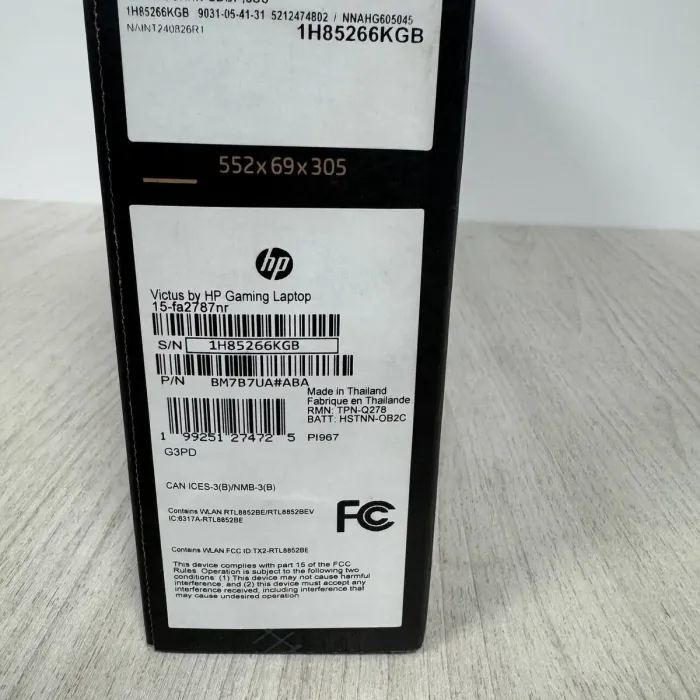 1H85266KGB 9031-05-41-31 5212474802 / NNAHG605045
N/AINT240826R1
1H85266KGB
552x69x305
hp
Victus by HP Gaming Laptop
15-fa2787nr
S/N 1H85266KGB
P/N BM7B7UA#ABA
Made in Thailand
Fabrique en Thailande
RMN: TPN-Q278
BATT: HSTNN-OB2C
1 99251 27472 5
PI967
G3PD
CAN ICES-3(B)/NMB-3(B)
Contains WLAN RTL8852BE/RTL8852BEV
IC:6317A-RTL8852BE
FC
Contains WLAN FCC ID TX2-RTL8852BE
This device complies with part 15 of the FCC
Rules. Operation is subject to the following two
conditions: (1) This device may not cause harmful
interference, and (2) this device must accept any
interference received, including interference that
may cause undesired operation